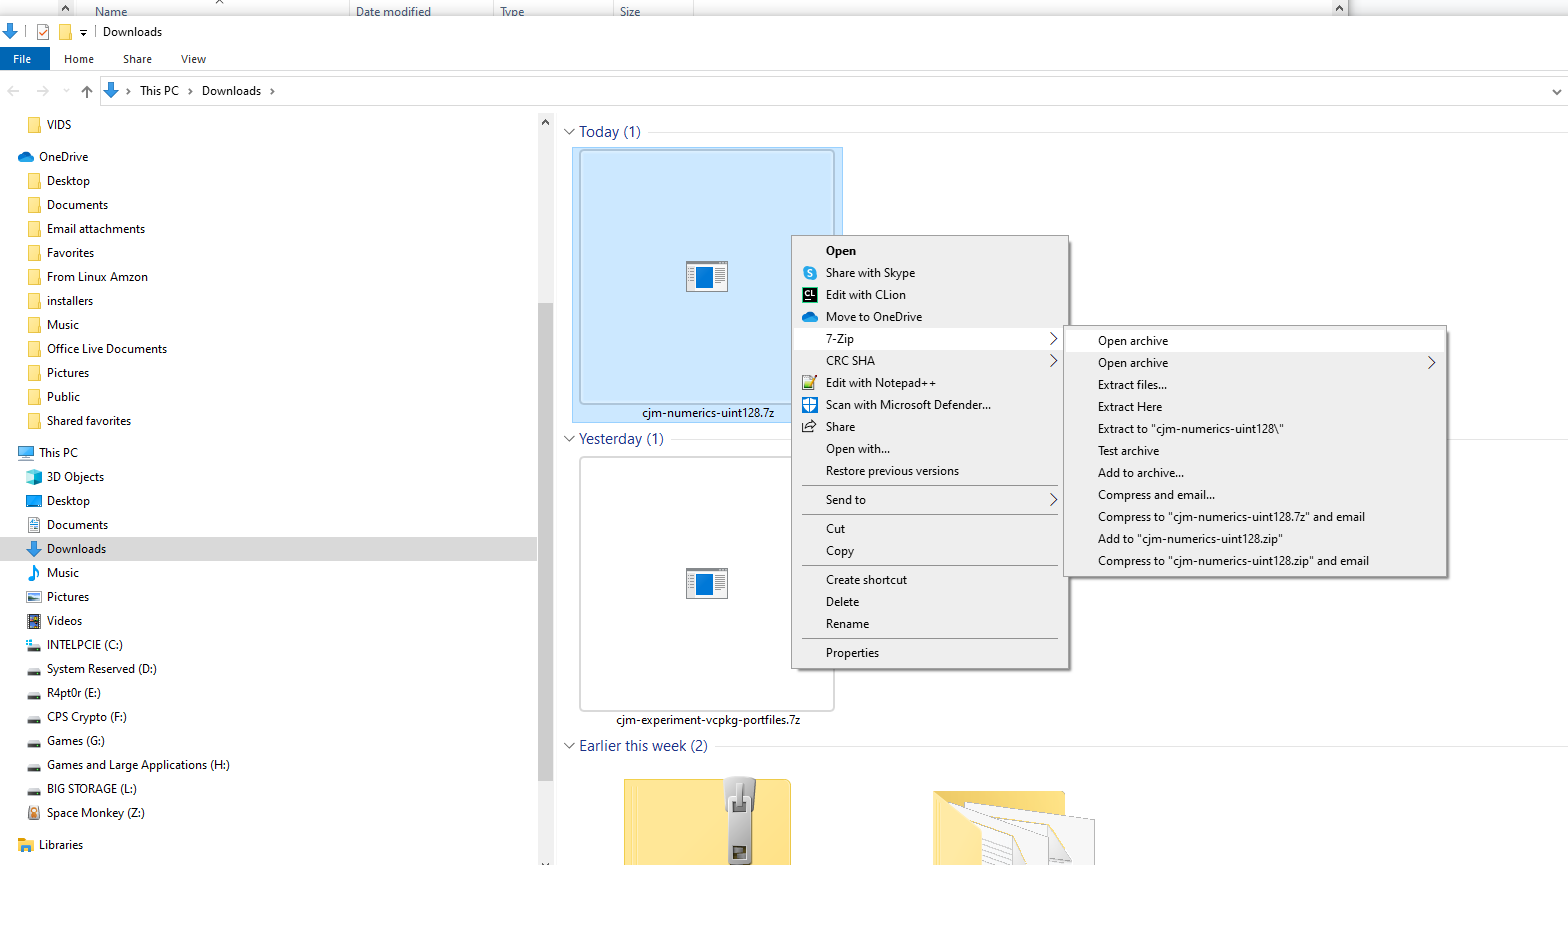 Name Date modified Type Size
Downloads
File Home Share View
This PC Downloads
VIDS
OneDrive
Desktop
Documents
Email attachments
Favorites
From Linux Amzon
installers
Music
Office Live Documents
Pictures
Public
Shared favorites
This PC
3D Objects
Desktop
Documents
Downloads
Music
Pictures
Videos
INTELPCIE (C:)
System Reserved (D:)
R4pt0r (E:)
CPS Crypto (F:)
Games (G:)
Games and Large Applications (H:)
BIG STORAGE (L:)
Space Monkey (Z:)
Libraries
Today (1)
cjm-numerics-uint128.7z
Yesterday (1)
cjm-experiment-vcpkg-portfiles.7z
Earlier this week (2)
Open
S Share with Skype
CL Edit with CLion
Move to OneDrive
7-Zip
CRC SHA
Edit with Notepad++
Scan with Microsoft Defender...
Share
Open with...
Restore previous versions
Send to
Cut
Copy
Create shortcut
Delete
Rename
Properties
Open archive
Open archive
Extract files...
Extract Here
Extract to "cjm-numerics-uint128\"
Test archive
Add to archive...
Compress and email...
Compress to "cjm-numerics-uint128.7z" and email
Add to "cjm-numerics-uint128.zip"
Compress to "cjm-numerics-uint128.zip" and email